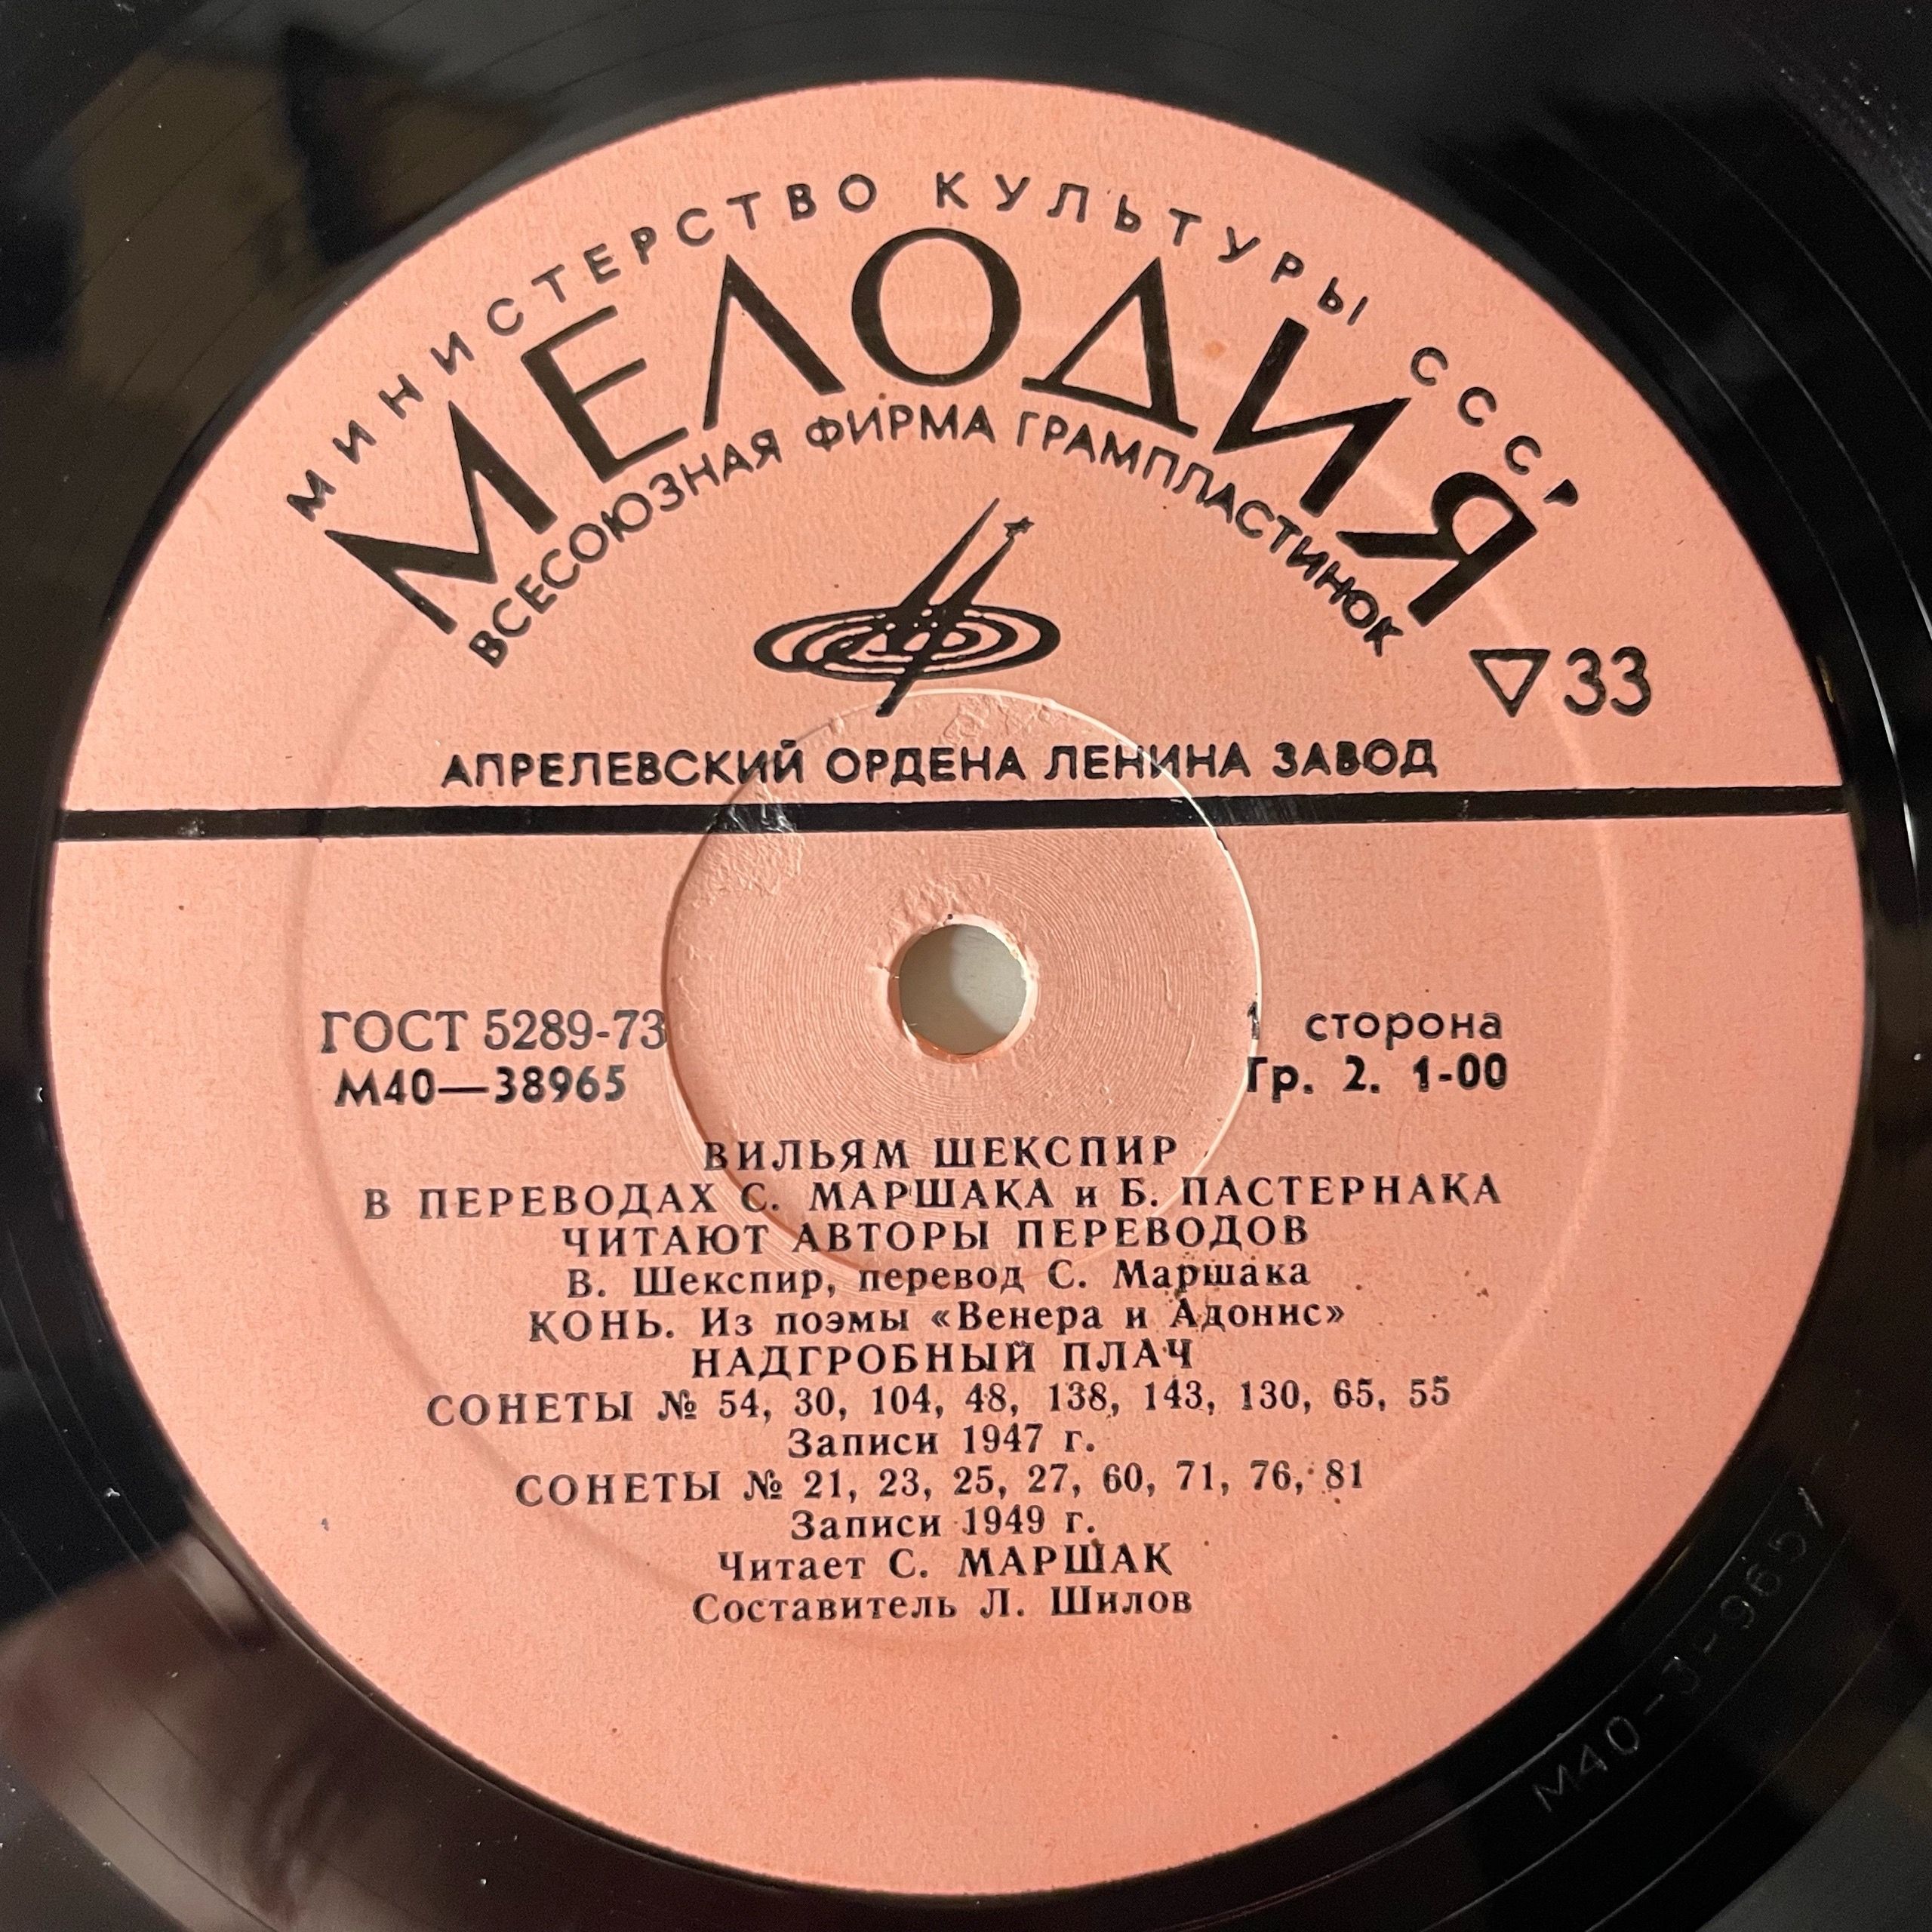 МИНИСТЕРСТВО КУЛЬТУРЫ СССР,
МЕЛОДИЯ
ВСЕСОЮЗНАЯ ФИРМА ГРАМПЛАСТИНОК
33
АПРЕЛЕВСКИЙ ОРДЕНА ЛЕНИНА ЗАВОД
ГОСТ 5289-73
М40—38965
1 сторона
Гр. 2. 1-00
ВИЛЬЯМ ШЕКСПИР
В ПЕРЕВОДАХ С. МАРШАКА и Б. ПАСТЕРНАКА
ЧИТАЮТ АВТОРЫ ПЕРЕВОДОВ
В. Шекспир, перевод С. Маршака
КОНЬ. Из поэмы «Венера и Адонис»
НАДГРОБНЫЙ ПЛАЧ
СОНЕТЫ № 54, 30, 104, 48, 138, 143, 130, 65, 55
Записи 1947 г.
СОНЕТЫ № 21, 23, 25, 27, 60, 71, 76, 81
Записи 1949 г.
Читает С. МАРШАК
Составитель Л. Шилов